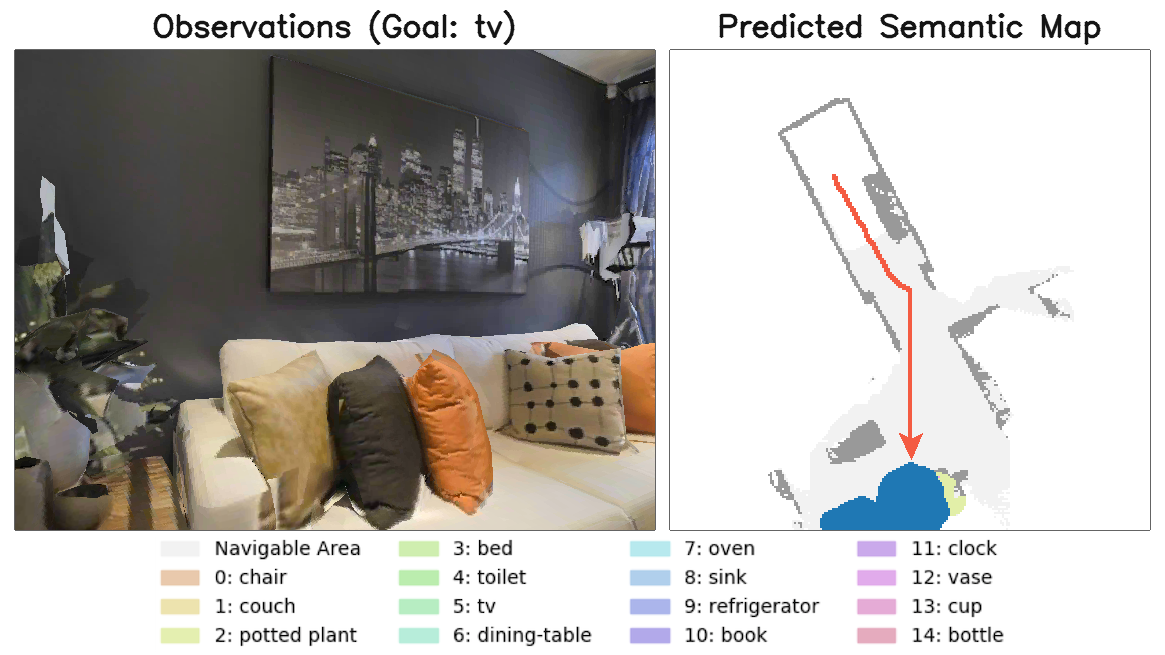 Observations (Goal: tv)
Predicted Semantic Map
Navigable Area
0: chair
1: couch
2: potted plant
3: bed
4: toilet
5: tv
6: dining-table
7: oven
8: sink
9: refrigerator
10: book
11: clock
12: vase
13: cup
14: bottle